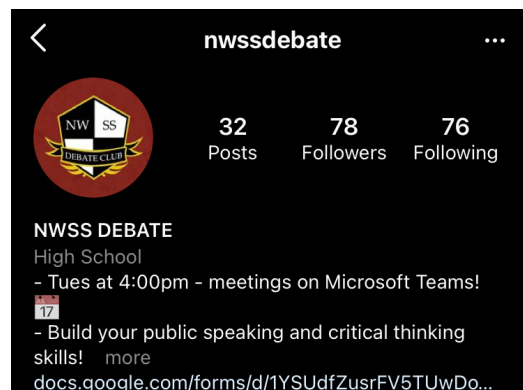 nwssdebate
NW SS
DEBATE CLUB
32 78 76
Posts Followers Following
NWSS DEBATE
High School
- Tues at 4:00pm - meetings on Microsoft Teams!
17
- Build your public speaking and critical thinking
skills! more
docs.google.com/forms/d/1YSUdfZusrFV5TUwDo...